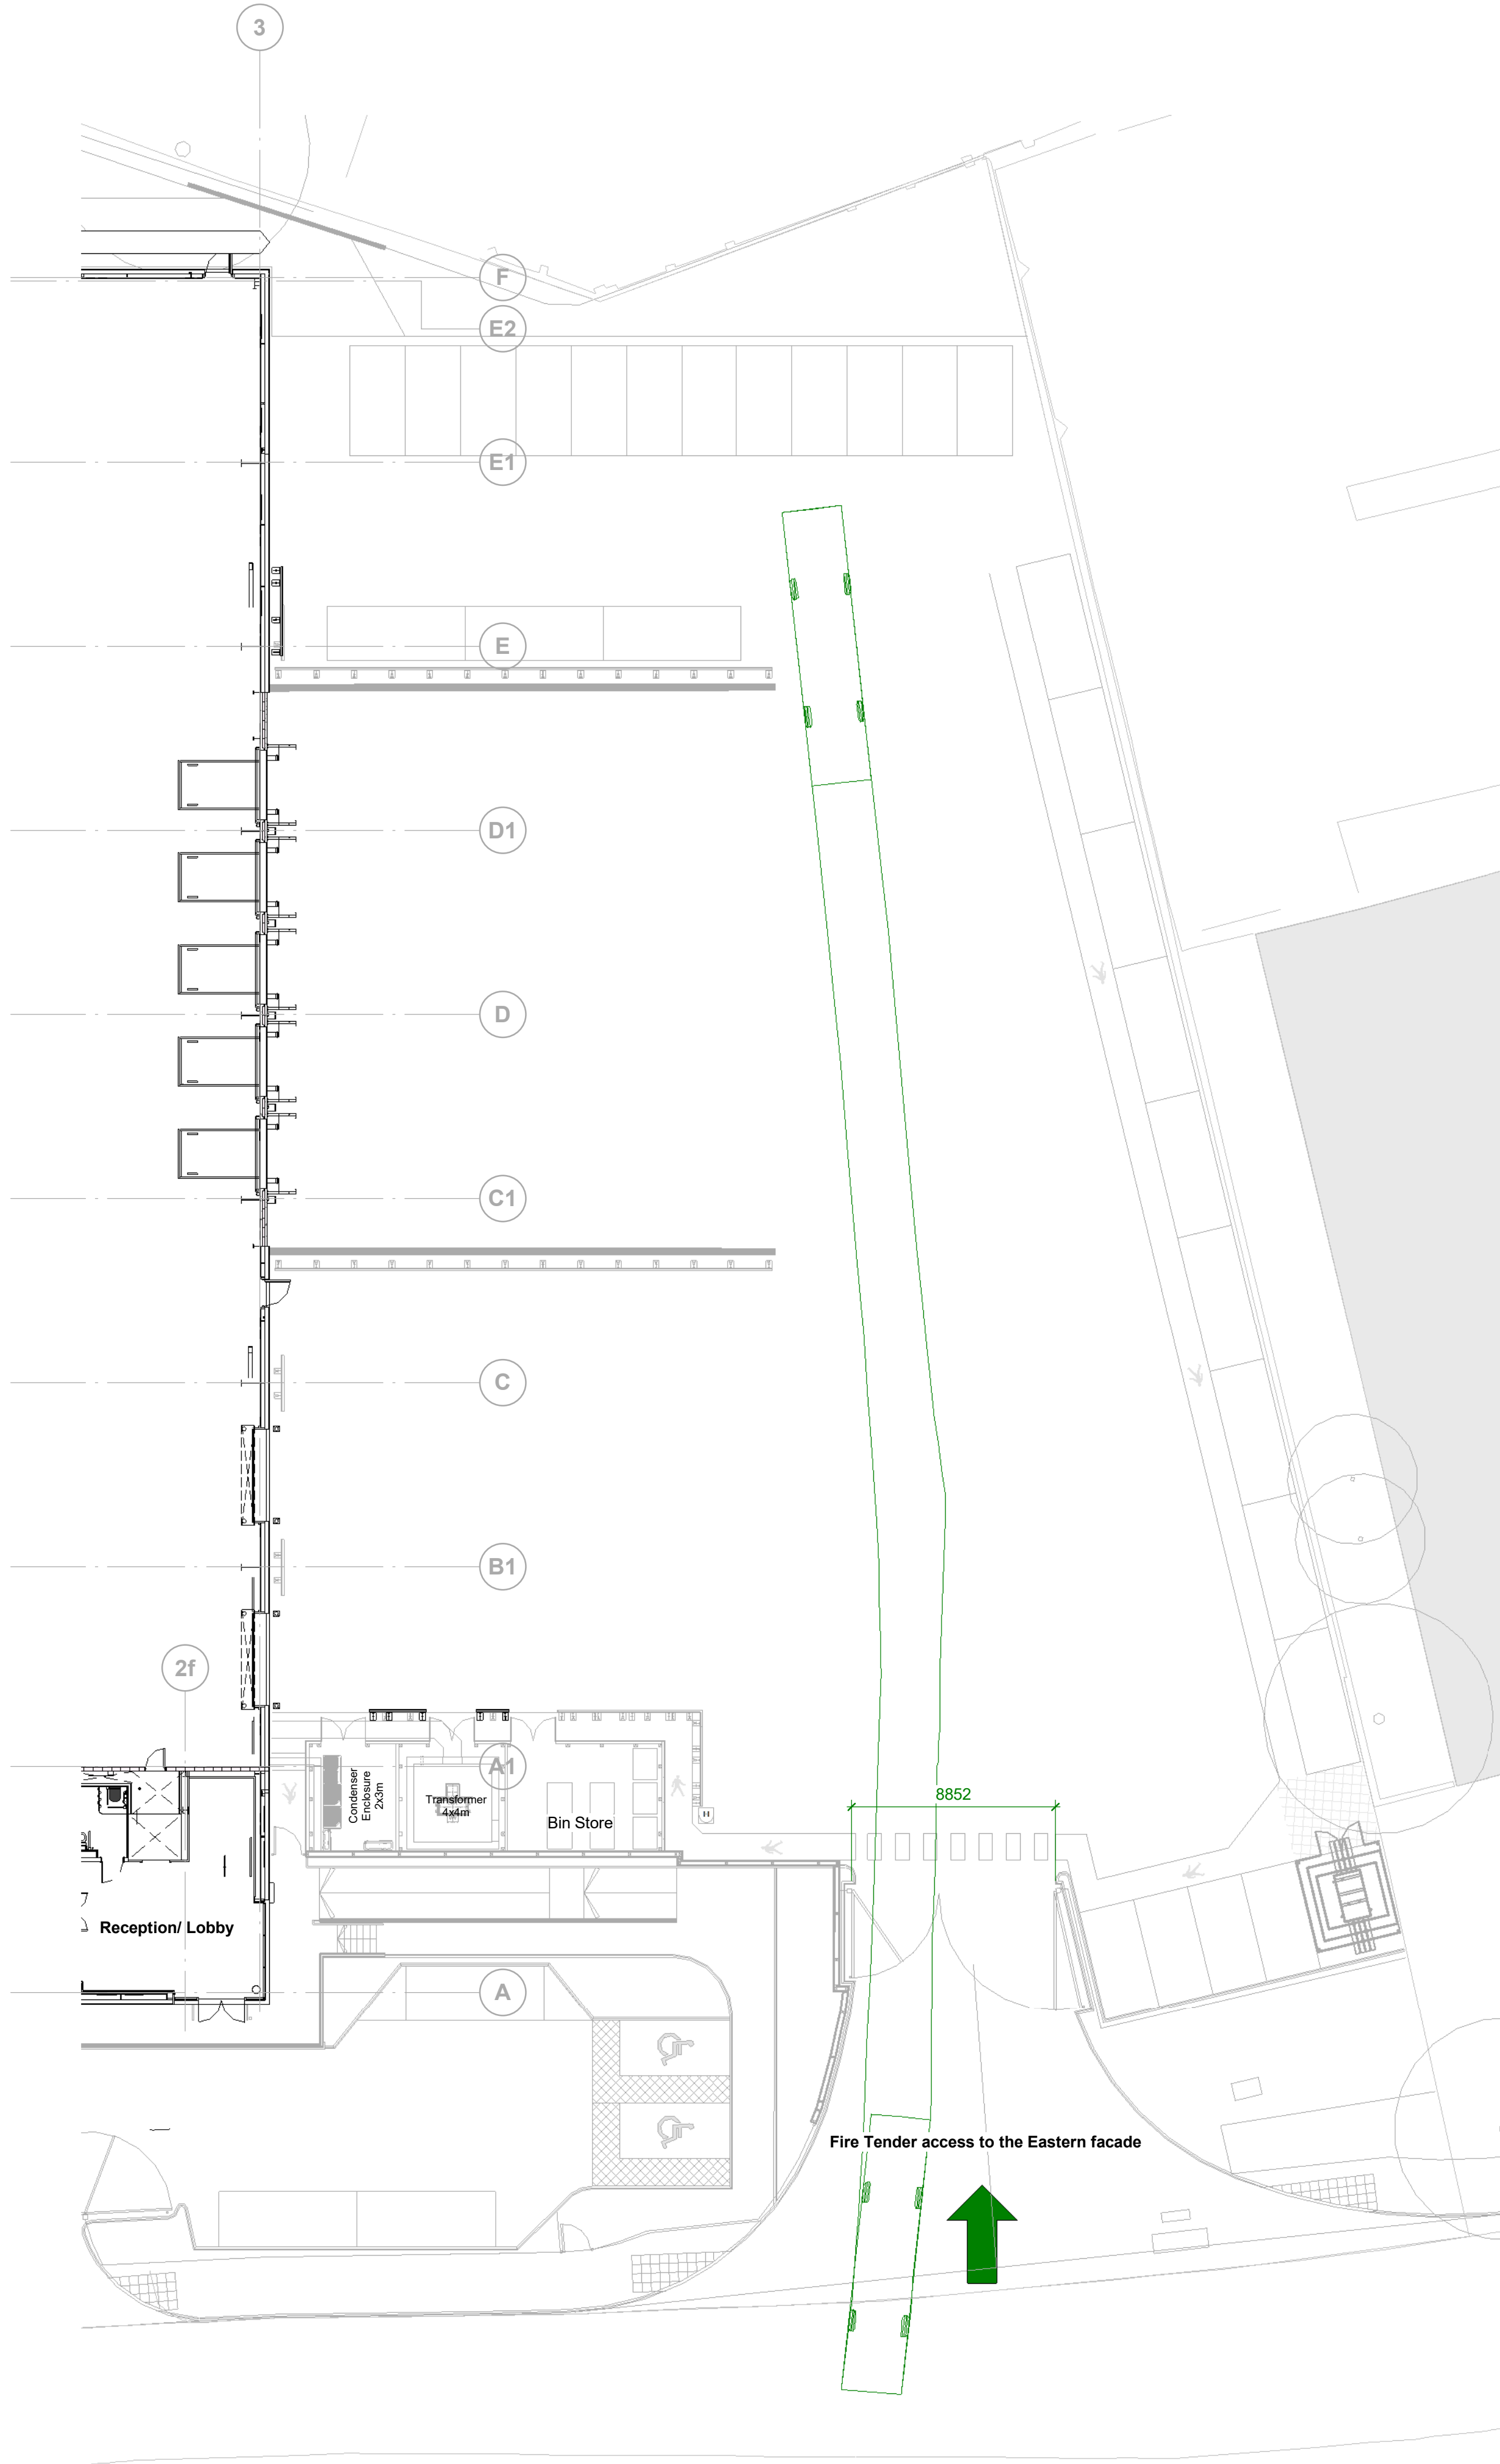 3
F
E2
E1
E
D1
D
C1
C
B1
2f
A1
Condenser
Enclosure
2x3m
Transformer
4x4m
Bin Store
H
8852
Reception/ Lobby
A
Fire Tender access to the Eastern facade